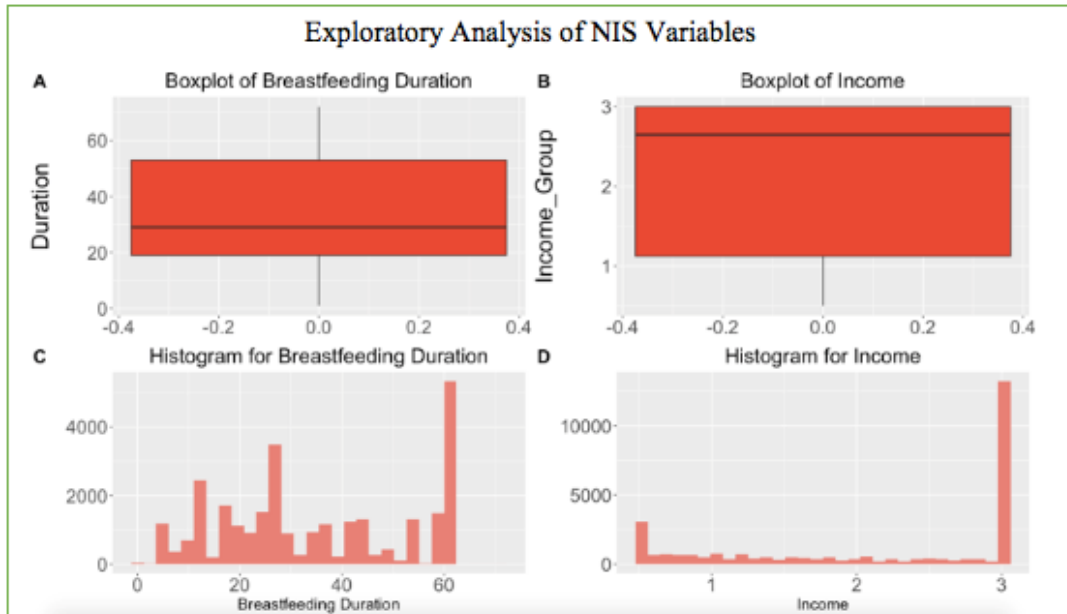 Exploratory Analysis of NIS Variables
A
Boxplot of Breastfeeding Duration
Duration
60
40
20
0
-0.4
-0.2
0.0
0.2
0.4
B
Boxplot of Income
Income_Group
3
2
1
-0.4
-0.2
0.0
0.2
0.4
C
Histogram for Breastfeeding Duration
4000
2000
0
0
20
40
60
Breastfeeding Duration
D
Histogram for Income
10000
5000
0
1
2
3
Income